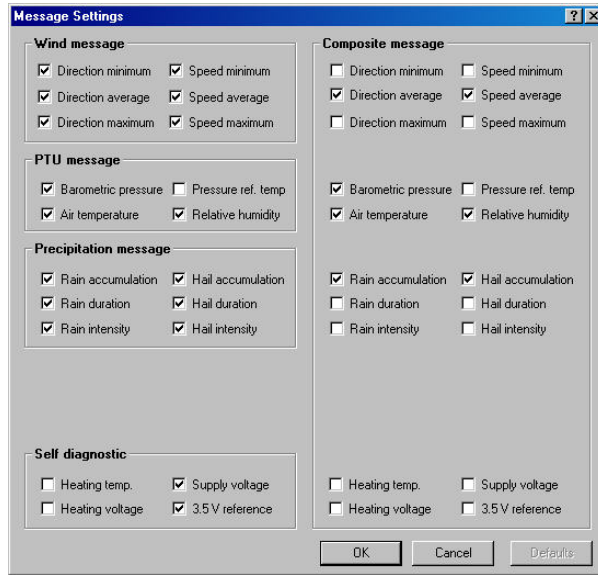 Message Settings
Wind message
Direction minimum Speed minimum
Direction average Speed average
Direction maximum Speed maximum
PTU message
Barometric pressure Pressure ref. temp
Air temperature Relative humidity
Precipitation message
Rain accumulation Hail accumulation
Rain duration Hail duration
Rain intensity Hail intensity
Self diagnostic
Heating temp. Supply voltage
Heating voltage 3.5 V reference
Composite message
Direction minimum Speed minimum
Direction average Speed average
Direction maximum Speed maximum
Barometric pressure Pressure ref. temp
Air temperature Relative humidity
Rain accumulation Hail accumulation
Rain duration Hail duration
Rain intensity Hail intensity
Heating temp. Supply voltage
Heating voltage 3.5 V reference
OK Cancel Defaults